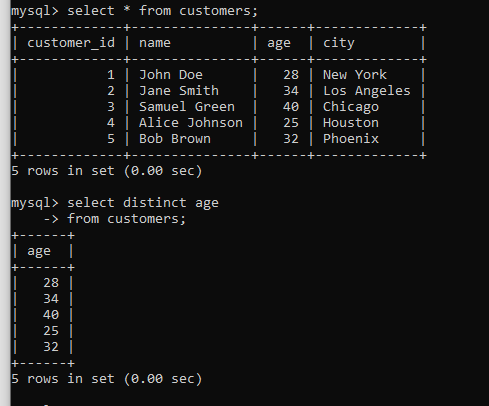 mysql> select * from customers;
+-------------+---------------+------+-------------+
| customer_id | name          | age  | city        |
+-------------+---------------+------+-------------+
|           1 | John Doe      |   28 | New York    |
|           2 | Jane Smith    |   34 | Los Angeles |
|           3 | Samuel Green  |   40 | Chicago     |
|           4 | Alice Johnson |   25 | Houston     |
|           5 | Bob Brown     |   32 | Phoenix     |
+-------------+---------------+------+-------------+
5 rows in set (0.00 sec)
mysql> select distinct age
    -> from customers;
+------+
| age  |
+------+
|   28 |
|   34 |
|   40 |
|   25 |
|   32 |
+------+
5 rows in set (0.00 sec)